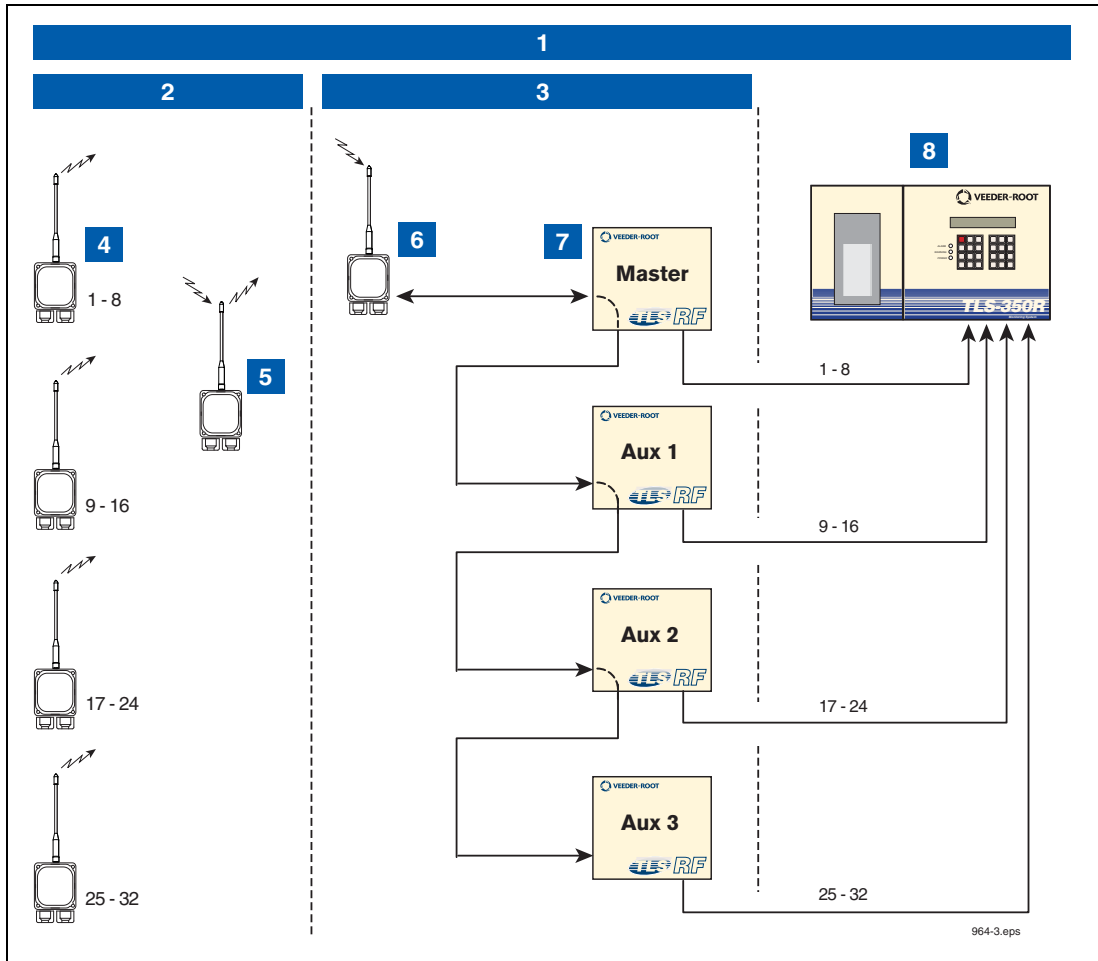 1
2
3
8
VEEDER-ROOT
TLS-350R
4
1 - 8
5
6
7
VEEDER-ROOT
Master
TLS RF
1 - 8
9 - 16
VEEDER-ROOT
Aux 1
TLS RF
9 - 16
17 - 24
VEEDER-ROOT
Aux 2
TLS RF
17 - 24
25 - 32
VEEDER-ROOT
Aux 3
TLS RF
25 - 32
964-3.eps